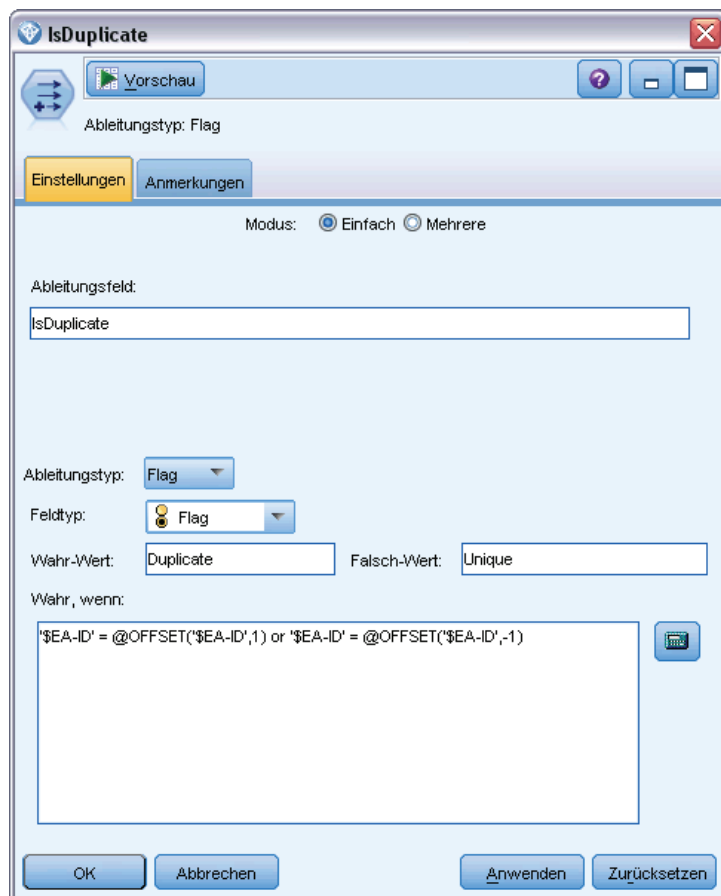 IsDuplicate
Vorschau
Ableitungstyp: Flag
Einstellungen Anmerkungen
Modus: Einfach Mehrere
Ableitungsfeld:
IsDuplicate
Ableitungstyp: Flag
Feldtyp: Flag
Wahr-Wert: Duplicate Falsch-Wert: Unique
Wahr, wenn:
'$EA-ID' = @OFFSET('$EA-ID',1) or '$EA-ID' = @OFFSET('$EA-ID',-1)
OK Abbrechen Anwenden Zurücksetzen